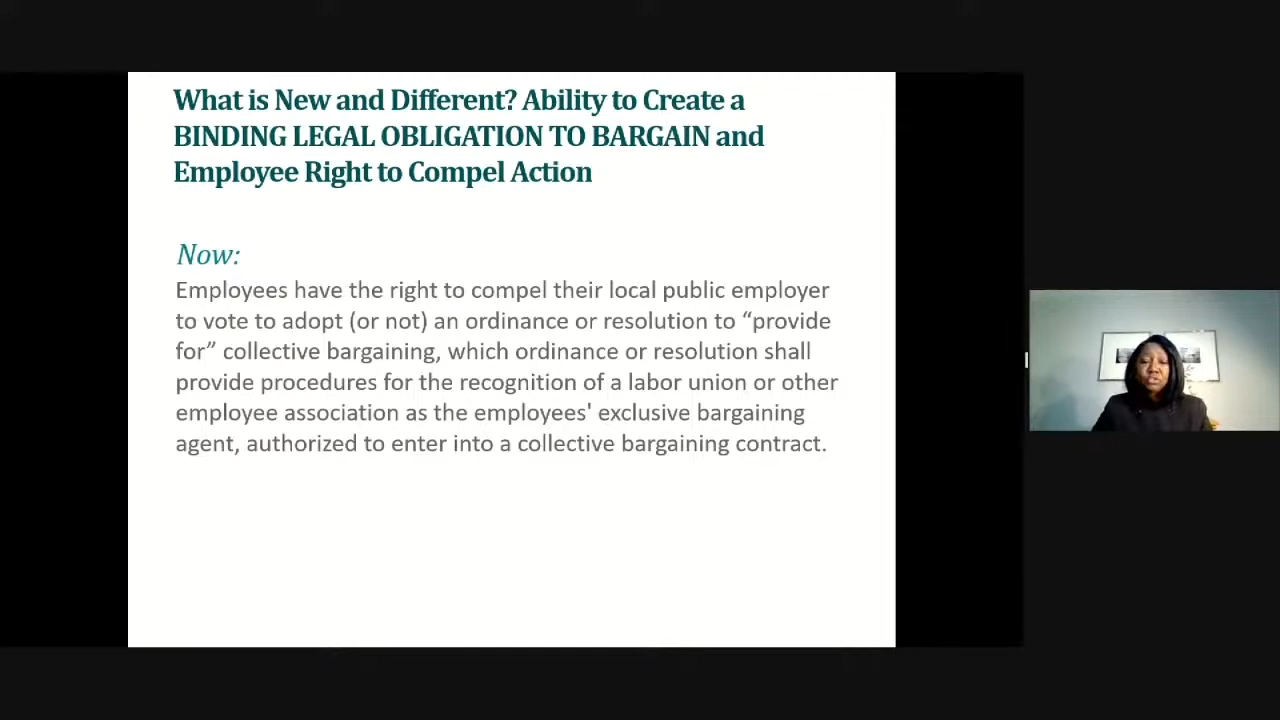 What is New and Different? Ability to Create a
BINDING LEGAL OBLIGATION TO BARGAIN and
Employee Right to Compel Action
Now:
Employees have the right to compel their local public employer
to vote to adopt (or not) an ordinance or resolution to “provide
for” collective bargaining, which ordinance or resolution shall
provide procedures for the recognition of a labor union or other
employee association as the employees' exclusive bargaining
agent, authorized to enter into a collective bargaining contract.